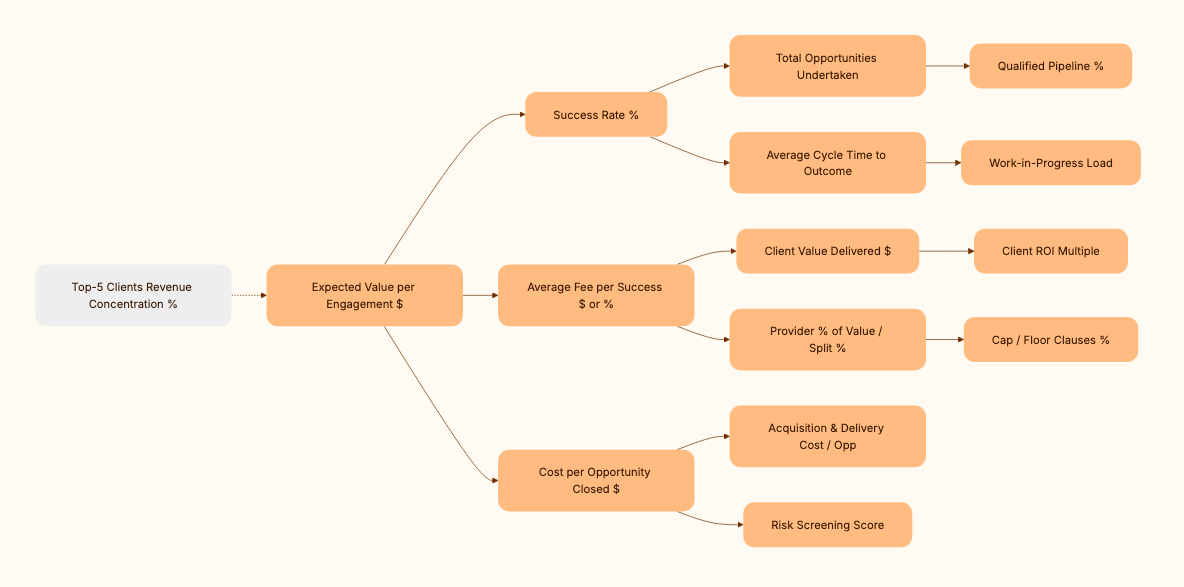 Total Opportunities
Undertaken
Qualified Pipeline %
Success Rate %
Average Cycle Time to
Outcome
Work-in-Progress Load
Client Value Delivered $
Client ROI Multiple
Top-5 Clients Revenue
Concentration %
Expected Value per
Engagement $
Average Fee per Success
$ or %
Provider % of Value /
Split %
Cap / Floor Clauses %
Acquisition & Delivery
Cost / Opp
Cost per Opportunity
Closed $
Risk Screening Score